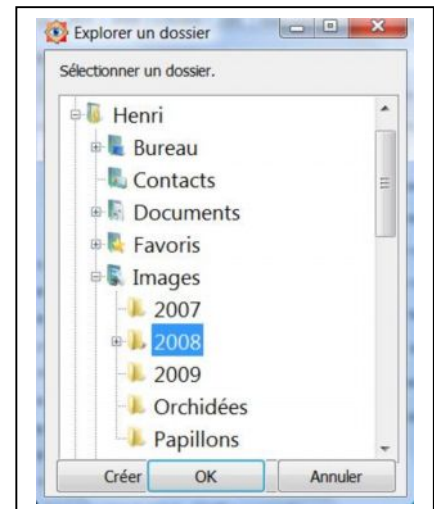 Explorer un dossier
Sélectionner un dossier.
Henri
Bureau
Contacts
Documents
Favoris
Images
2007
2008
2009
Orchidées
Papillons
Créer OK Annuler